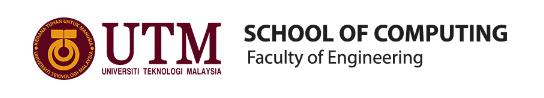 UTM
UNIVERSITI TEKNOLOGI MALAYSIA
SCHOOL OF COMPUTING
Faculty of Engineering